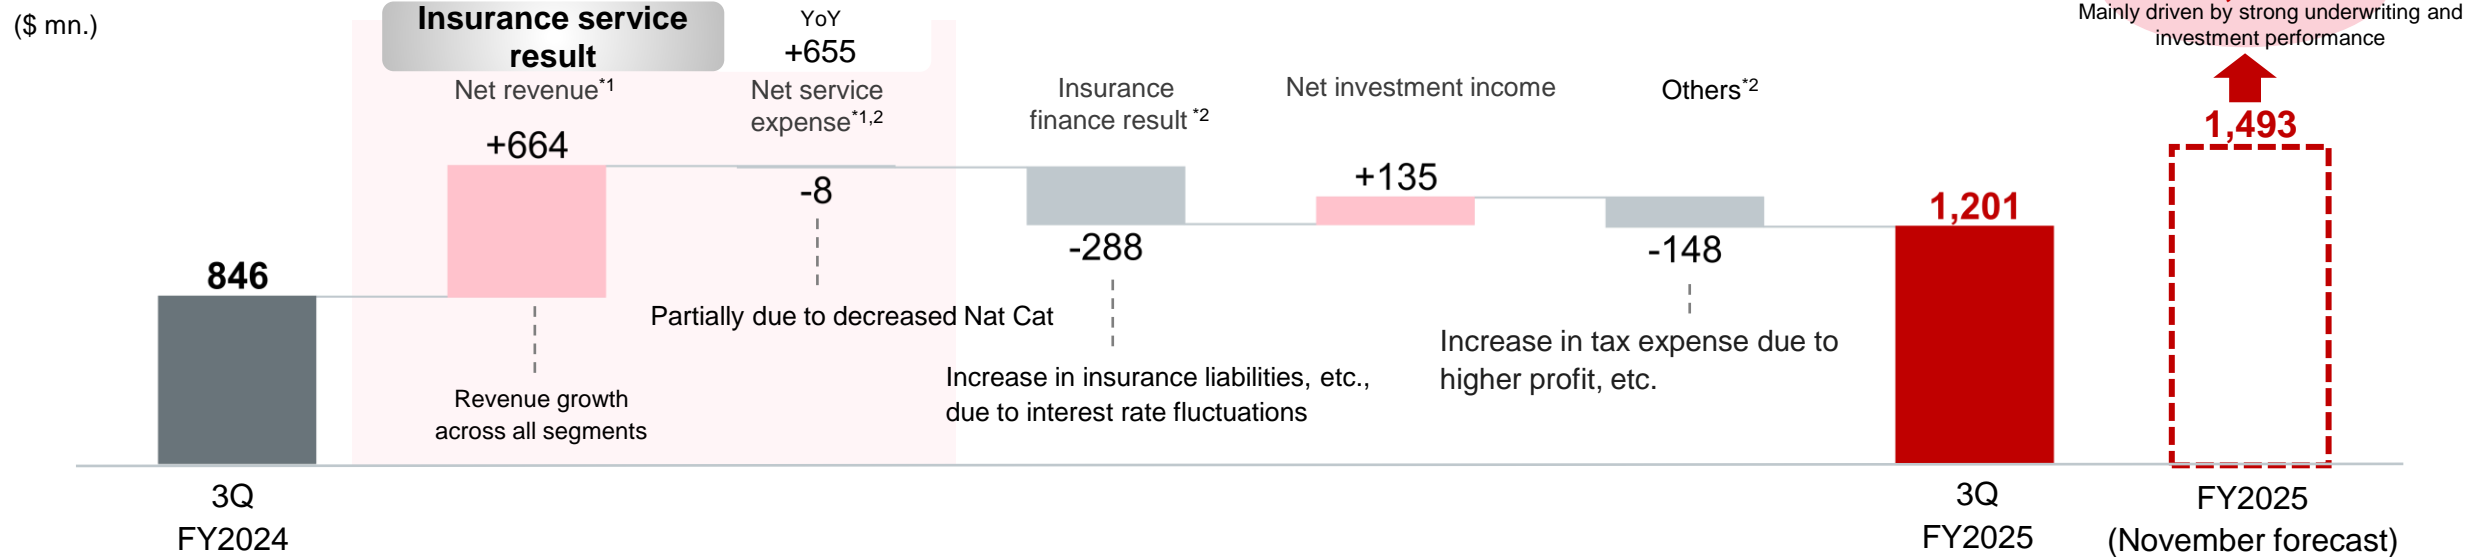 ($ mn.)
Insurance service
result
YoY
+655
Mainly driven by strong underwriting and
investment performance
Net revenue*1
Net service
expense*1,2
Insurance
finance result *2
Net investment income
Others*2
+664
-8
-288
+135
-148
846
1,201
1,493
Partially due to decreased Nat Cat
Revenue growth
across all segments
Increase in insurance liabilities, etc.,
due to interest rate fluctuations
Increase in tax expense due to
higher profit, etc.
3Q
FY2024
3Q
FY2025
FY2025
(November forecast)